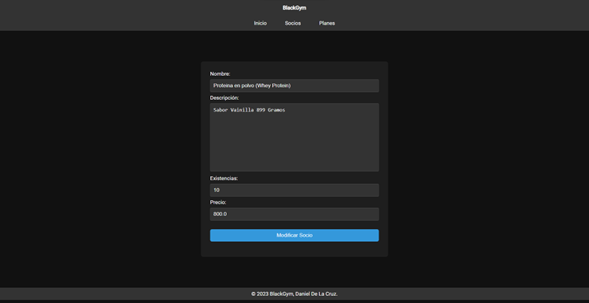 BlackGym
Inicio Socios Planes
Nombre:
Proteina en polvo (Whey Protein)
Descripción:
Sabor Vainilla 899 Gramos
Existencias:
10
Precio:
800.0
Modificar Socio
© 2023 BlackGym, Daniel De La Cruz.